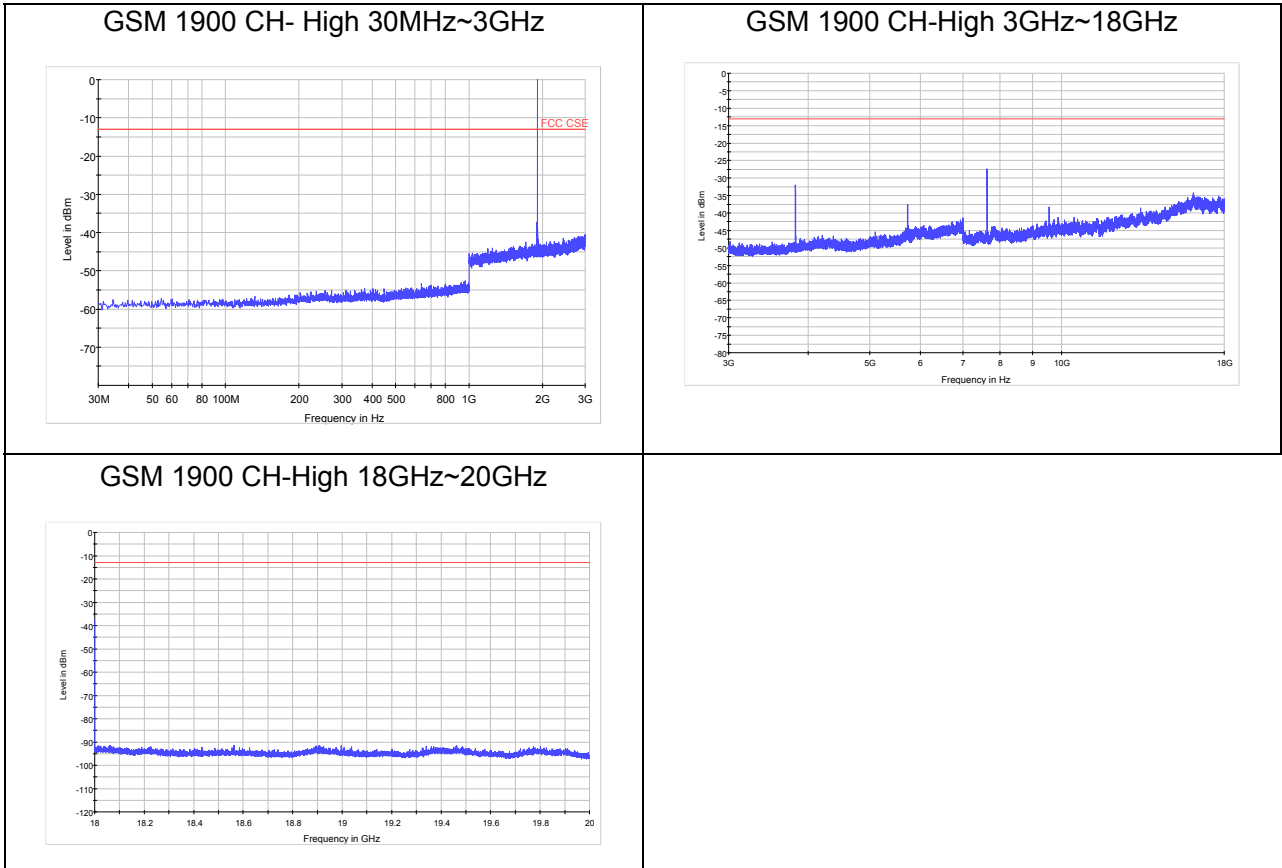 GSM 1900 CH- High 30MHz~3GHz
0
-10
-20
-30
-40
-50
-60
-70
Level in dBm
FCC CSE
30M 50 60 80 100M 200 300 400 500 800 1G 2G 3G
Frequency in Hz
GSM 1900 CH-High 3GHz~18GHz
0
-5
-10
-15
-20
-25
-30
-35
-40
-45
-50
-55
-60
-65
-70
-75
-80
Level in dBm
3G 5G 6 7 8 9 10G 18G
Frequency in Hz
GSM 1900 CH-High 18GHz~20GHz
0
-10
-20
-30
-40
-50
-60
-70
-80
-90
-100
-110
-120
Level in dBm
18 18.2 18.4 18.6 18.8 19 19.2 19.4 19.6 19.8 20
Frequency in GHz